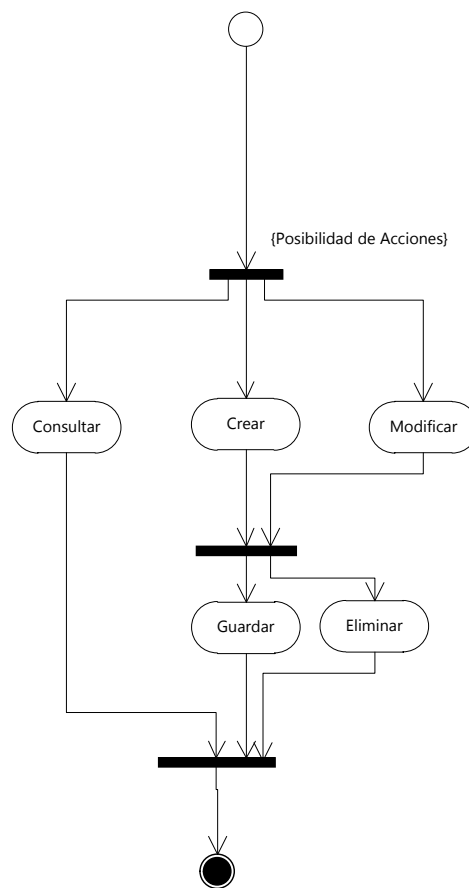 {Posibilidad de Acciones}
Consultar
Crear
Modificar
Guardar
Eliminar